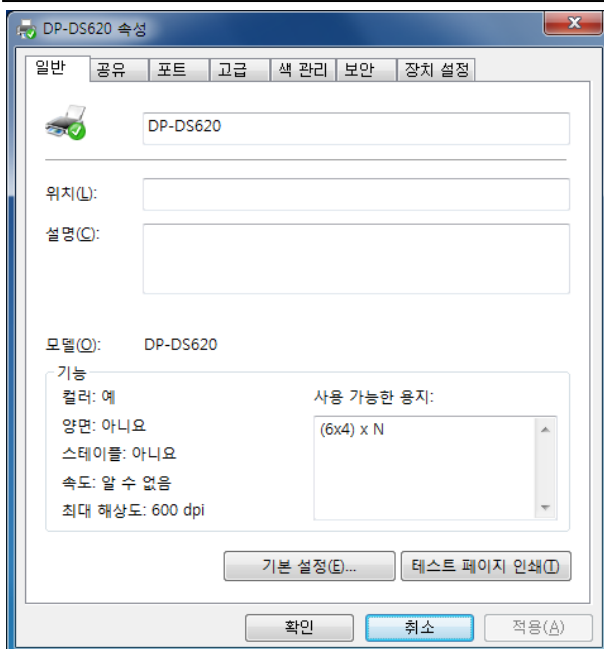 DP-DS620 속성
일반 공유 포트 고급 색 관리 보안 장치 설정
DP-DS620
위치(L):
설명(C):
모델(O): DP-DS620
기능
컬러: 예
사용 가능한 용지:
양면: 아니요
(6x4) x N
스테이플: 아니요
속도: 알 수 없음
최대 해상도: 600 dpi
기본 설정(E)... 테스트 페이지 인쇄(T)
확인 취소 적용(A)